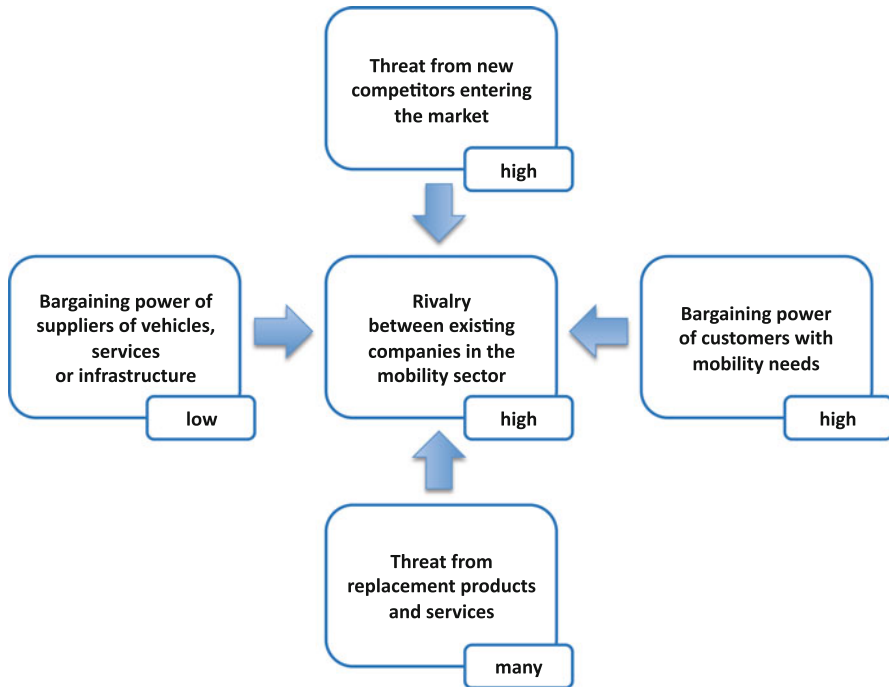 Threat from new
competitors entering
the market
high
Bargaining power of
suppliers of vehicles,
services
or infrastructure
low
Rivalry
between existing
companies in the
mobility sector
high
Bargaining power
of customers with
mobility needs
high
Threat from
replacement products
and services
many